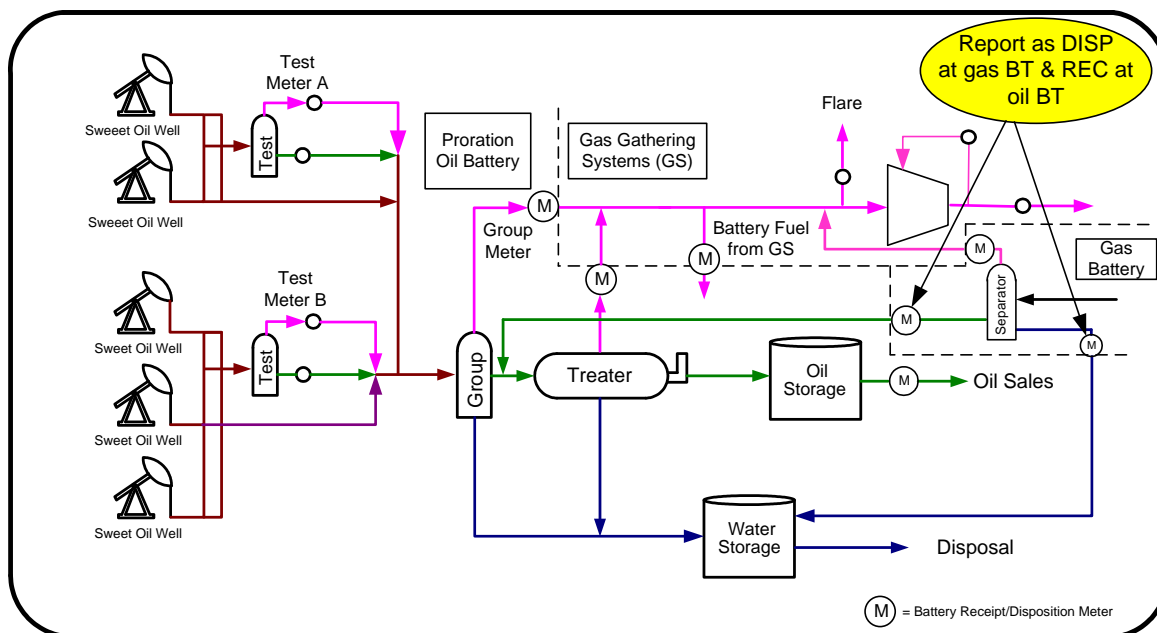 Report as DISP
at gas BT & REC at
oil BT
Test
Meter A
Flare
Sweeet Oil Well
Test
Proration
Oil Battery
Gas Gathering
Systems (GS)
Sweet Oil Well
Group
Meter
M
Battery Fuel
from GS
M
M
M
Gas
Battery
Test
Meter B
Separator
M
M
Sweet Oil Well
Test
Group
Treater
Oil
Storage
M
Oil Sales
Sweet Oil Well
Sweet Oil Well
Water
Storage
Disposal
M
= Battery Receipt/Disposition Meter